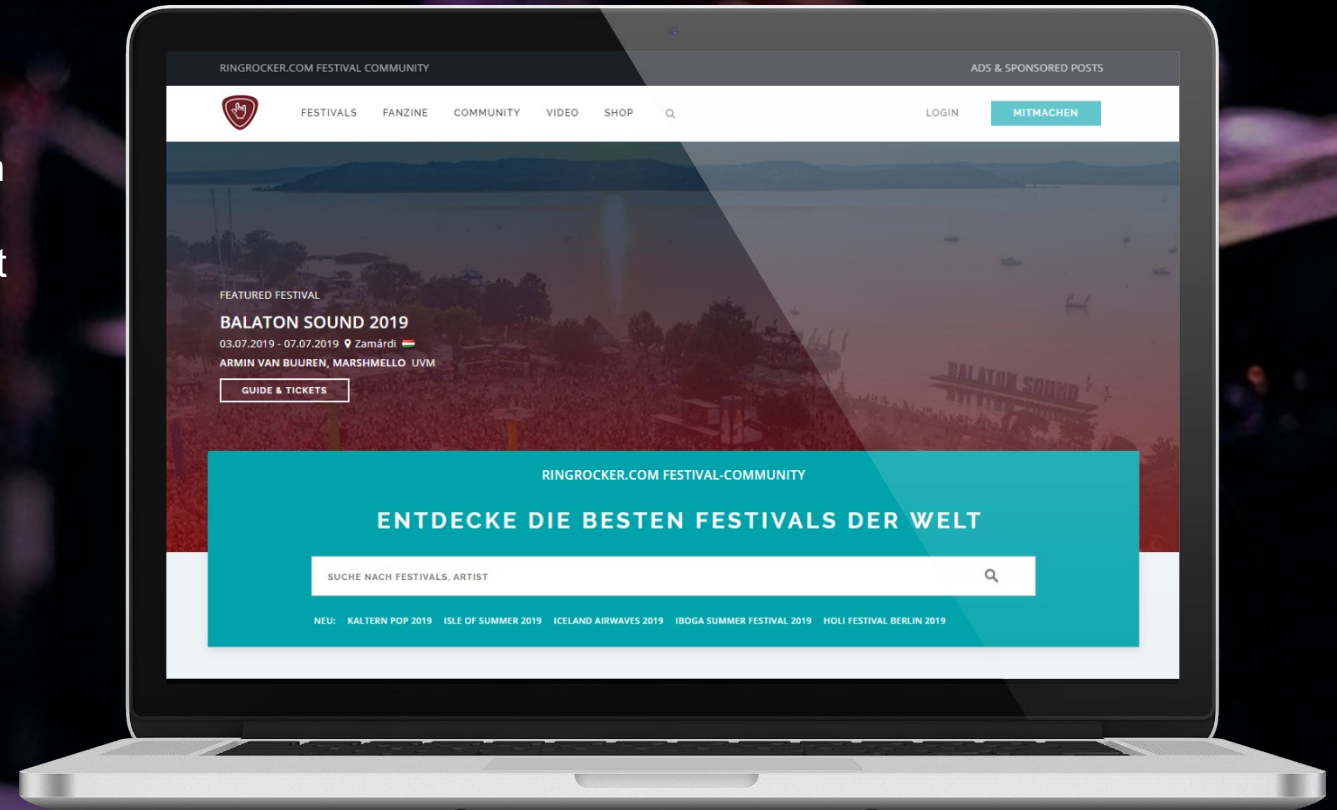 RINGROCKER.COM FESTIVAL COMMUNITY ADS & SPONSORED POSTS
FESTIVALS FANZINE COMMUNITY VIDEO SHOP LOGIN MITMACHEN
FEATURED FESTIVAL
BALATON SOUND 2019
03.07.2019 - 07.07.2019 Zamárdi
ARMIN VAN BUUREN, MARSHMELLO UVM
GUIDE & TICKETS
BALATON SOUND
RINGROCKER.COM FESTIVAL-COMMUNITY
ENTDECKE DIE BESTEN FESTIVALS DER WELT
SUCHE NACH FESTIVALS, ARTIST
NEU: KALTERN POP 2019 ISLE OF SUMMER 2019 ICELAND AIRWAVES 2019 IBOGA SUMMER FESTIVAL 2019 HOLI FESTIVAL BERLIN 2019